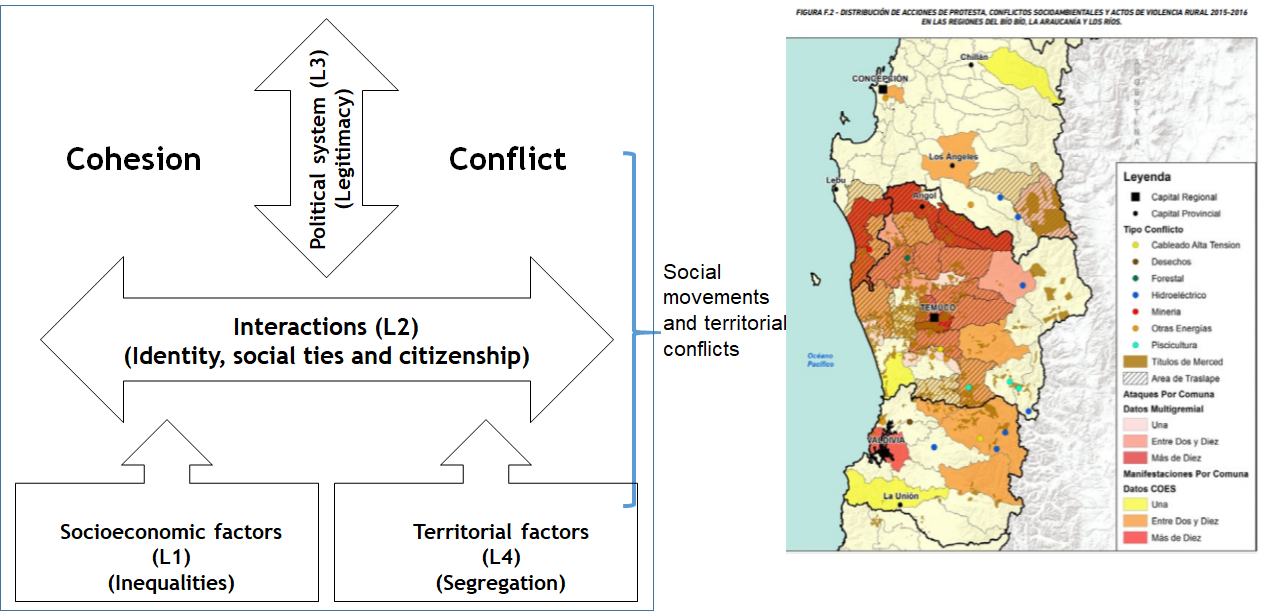 Political system (L3)
(Legitimacy)
Cohesion
Conflict
Interactions (L2)
(Identity, social ties and citizenship)
Socioeconomic factors
(L1)
(Inequalities)
Territorial factors
(L4)
(Segregation)
Social
movements
and territorial
conflicts
FIGURA F.2 - DISTRIBUCIÓN DE ACCIONES DE PROTESTA, CONFLICTOS SOCIOAMBIENTALES Y ACTOS DE VIOLENCIA RURAL 2015-2016
EN LAS REGIONES DEL BÍO BÍO, LA ARAUCANÍA Y LOS RÍOS.
Chillán
CONCEPCIÓN
ARGENTINA
Los Angeles
Lebu
Angol
TEMUCO
Océano
Pacífico
VALDIVIA
La Unión
Leyenda
Capital Regional
Capital Provincial
Tipo Conflicto
Cableado Alta Tension
Desechos
Forestal
Hidroeléctrico
Mineria
Otras Energías
Piscicultura
Títulos de Merced
Area de Traslape
Ataques Por Comuna
Datos Multigremial
Una
Entre Dos y Diez
Más de Diez
Manifestaciones Por Comuna
Datos COES
Una
Entre Dos y Diez
Más de Diez